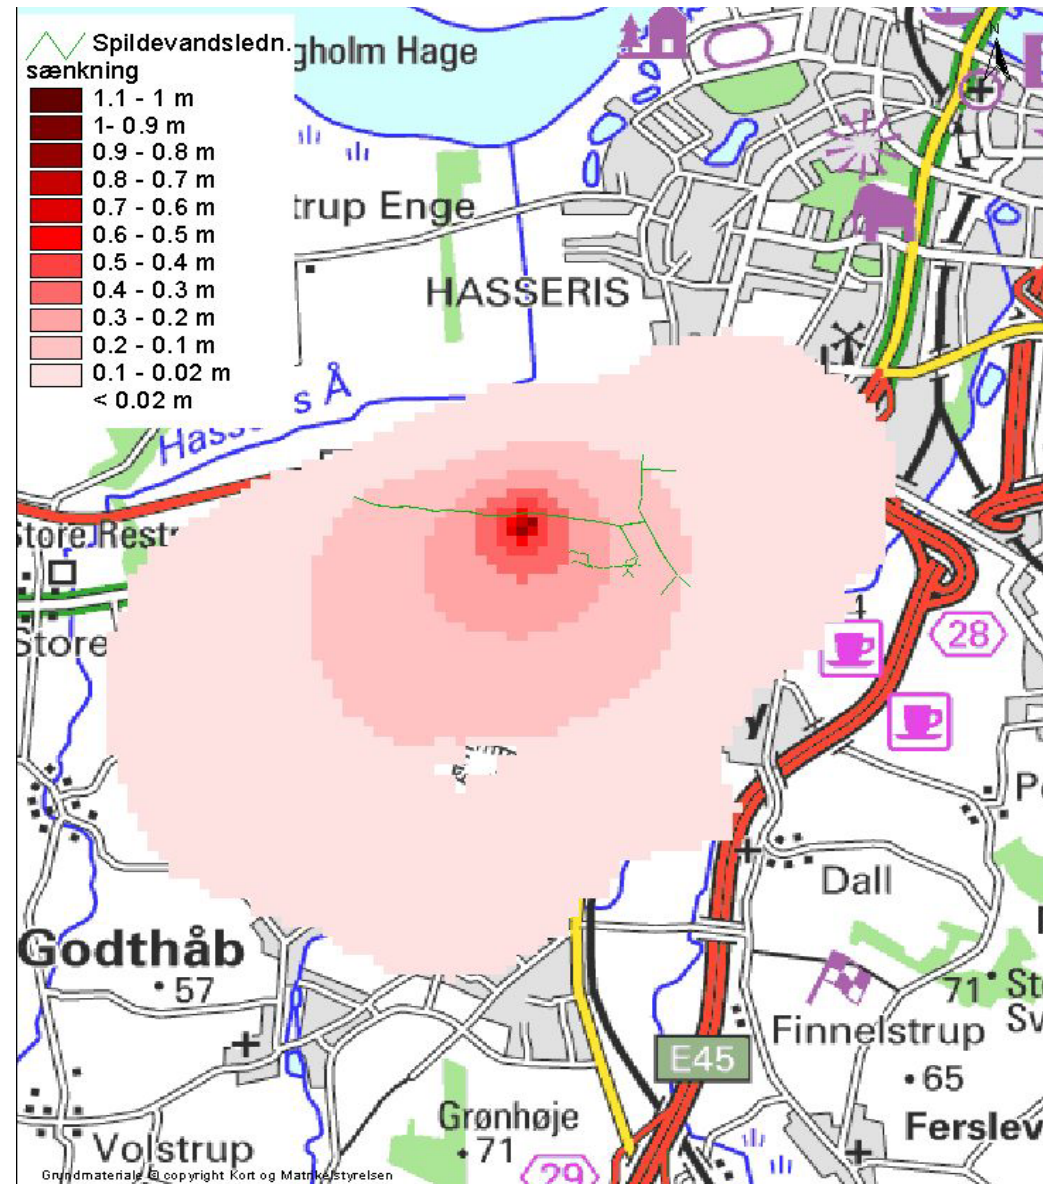 Spildevandsledn.
sænkning
1.1 - 1 m
1- 0.9 m
0.9 - 0.8 m
0.8 - 0.7 m
0.7 - 0.6 m
0.6 - 0.5 m
0.5 - 0.4 m
0.4 - 0.3 m
0.3 - 0.2 m
0.2 - 0.1 m
0.1 - 0.02 m
< 0.02 m
gholm Hage
N
trup Enge
HASSERIS
s Å
Hass
Store Restr
Store
28
Dall
Godthåb
57
71
St
Sv
Finnelstrup
E45
65
Grønhøje
71
Ferslev
Volstrup
29
Grundmateriale © copyright Kort og Matrikelstyrelsen